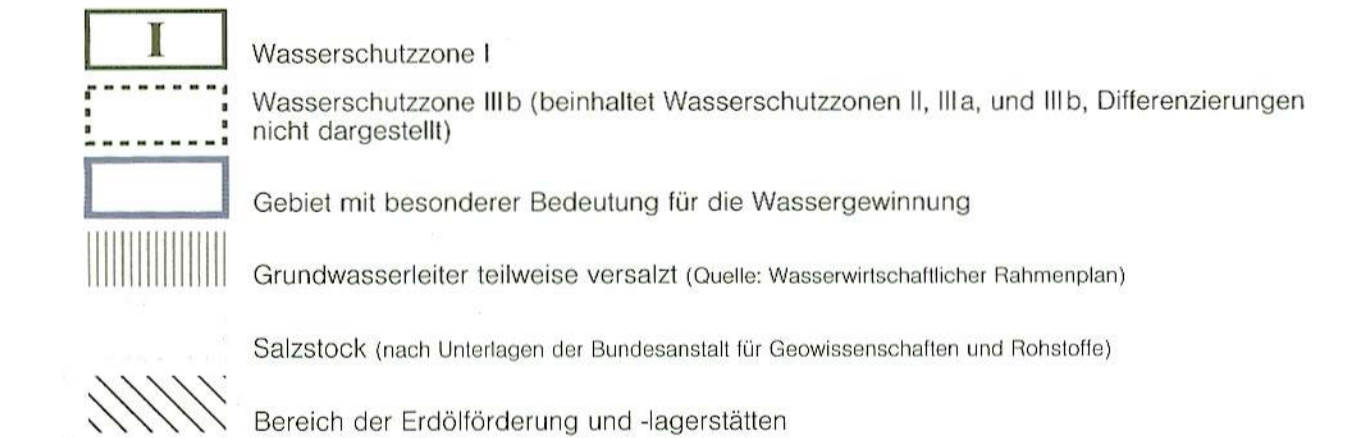 I
Wasserschutzzone I
Wasserschutzzone IIIb (beinhaltet Wasserschutzzonen II, IIIa, und IIIb, Differenzierungen
nicht dargestellt)
Gebiet mit besonderer Bedeutung für die Wassergewinnung
Grundwasserleiter teilweise versalzt (Quelle: Wasserwirtschaftlicher Rahmenplan)
Salzstock (nach Unterlagen der Bundesanstalt für Geowissenschaften und Rohstoffe)
Bereich der Erdölförderung und -lagerstätten